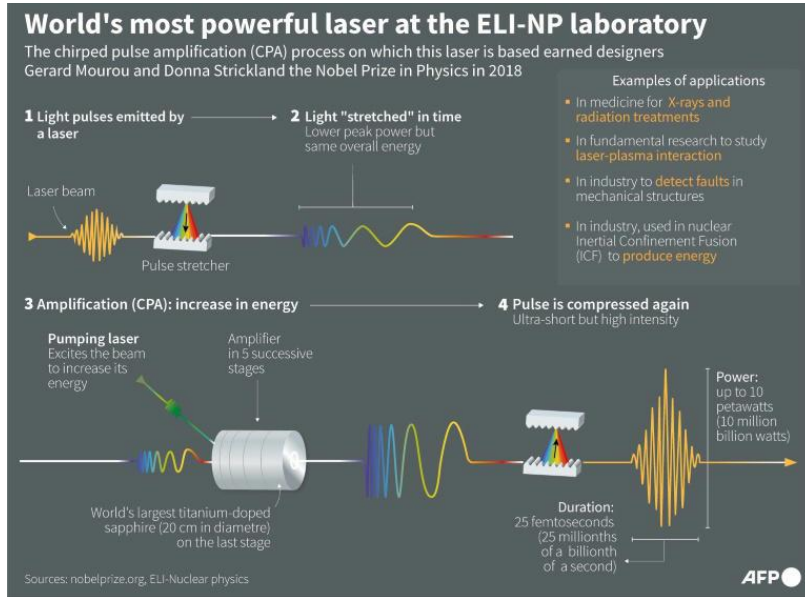 World's most powerful laser at the ELI-NP laboratory
The chirped pulse amplification (CPA) process on which this laser is based earned designers
Gerard Mourou and Donna Strickland the Nobel Prize in Physics in 2018
Examples of applications
In medicine for X-rays and
radiation treatments
In fundamental research to study
laser-plasma interaction
In industry to detect faults in
mechanical structures
In industry, used in nuclear
Inertial Confinement Fusion
(ICF) to produce energy
1 Light pulses emitted by
a laser
2 Light "stretched" in time
Lower peak power but
same overall energy
Laser beam
Pulse stretcher
3 Amplification (CPA): increase in energy
4 Pulse is compressed again
Ultra-short but high intensity
Pumping laser
Excites the beam
to increase its
energy
Amplifier
in 5 successive
stages
World's largest titanium-doped
sapphire (20 cm in diametre)
on the last stage
Power:
up to 10
petawatts
(10 million
billion watts)
Duration:
25 femtoseconds
(25 millionths
of a billionth
of a second)
Sources: nobelprize.org, ELI-Nuclear physics
AFP